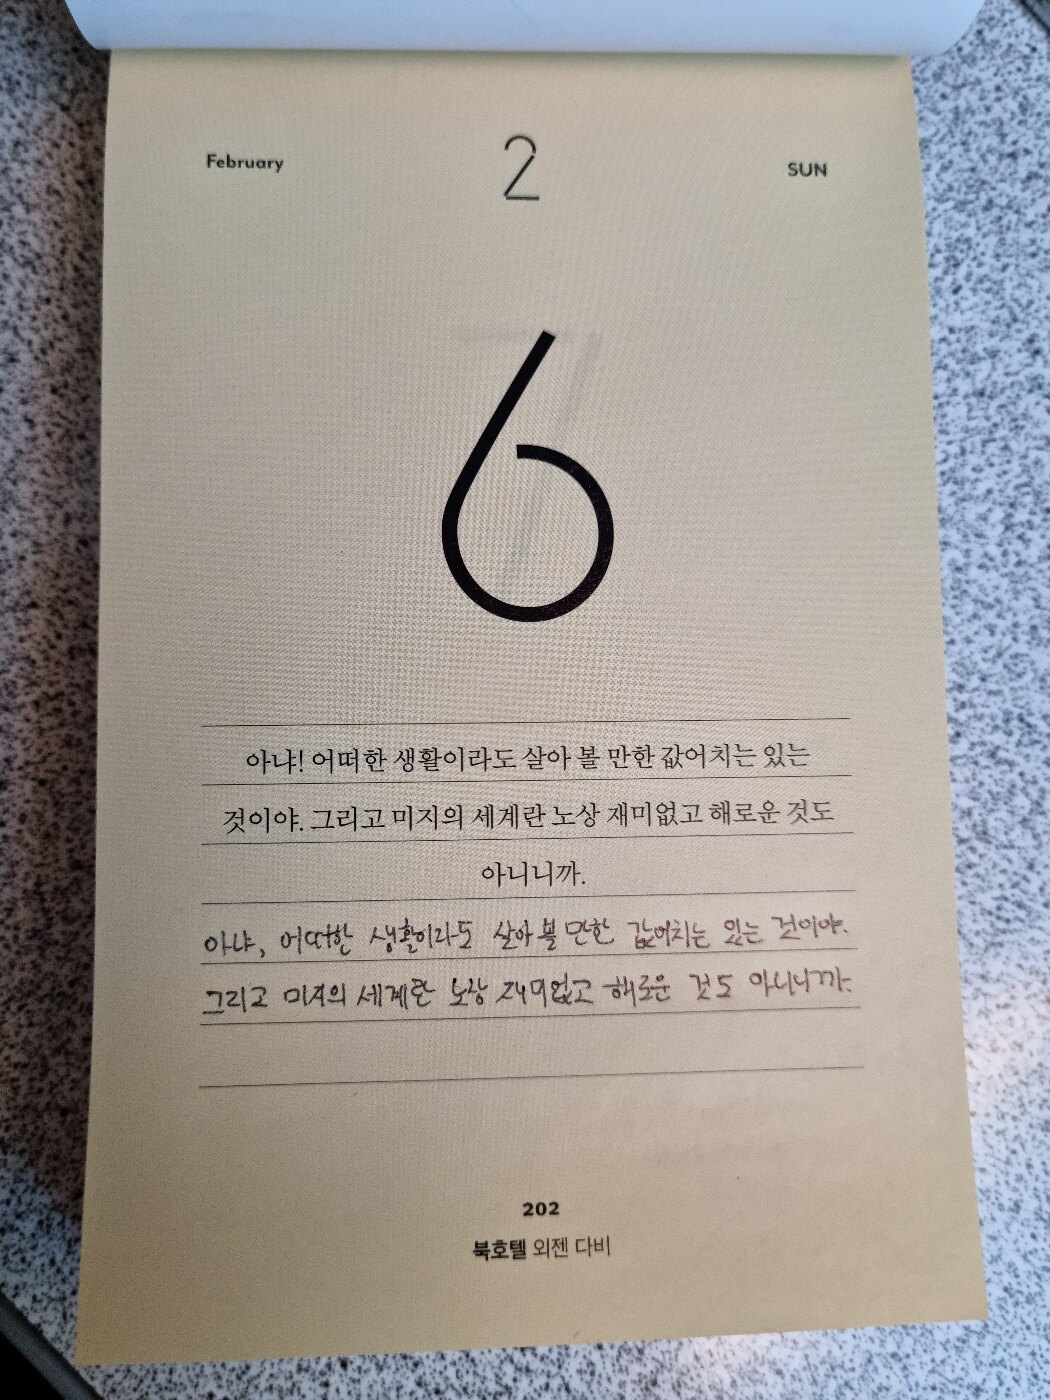 February 2 SUN
6
아냐! 어떠한 생활이라도 살아 볼 만한 값어치는 있는
것이야. 그리고 미지의 세계란 노상 재미없고 해로운 것도
아니니까.
아냐, 어떠한 생활이라도 살아 볼 만한 값어치는 있는 것이야.
그리고 미지의 세계란 노상 재미없고 해로운 것도 아니니까.
202
북호텔 외젠 다비